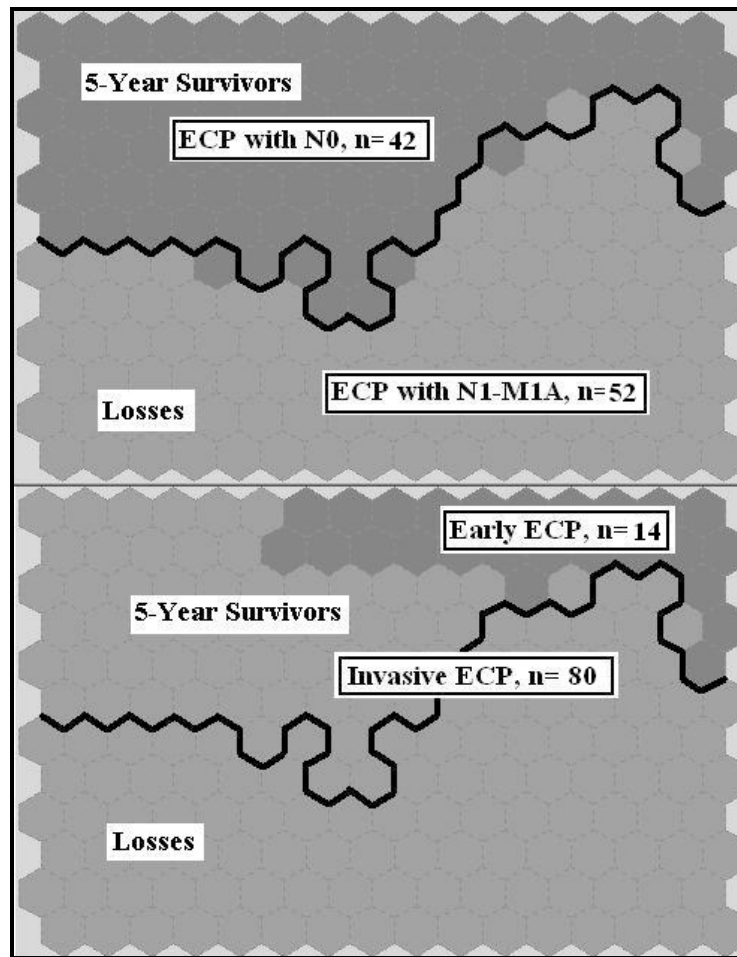 5-Year Survivors
ECP with N0, n= 42
ECP with N1-M1A, n=52
Losses
Early ECP, n= 14
5-Year Survivors
Invasive ECP, n= 80
Losses